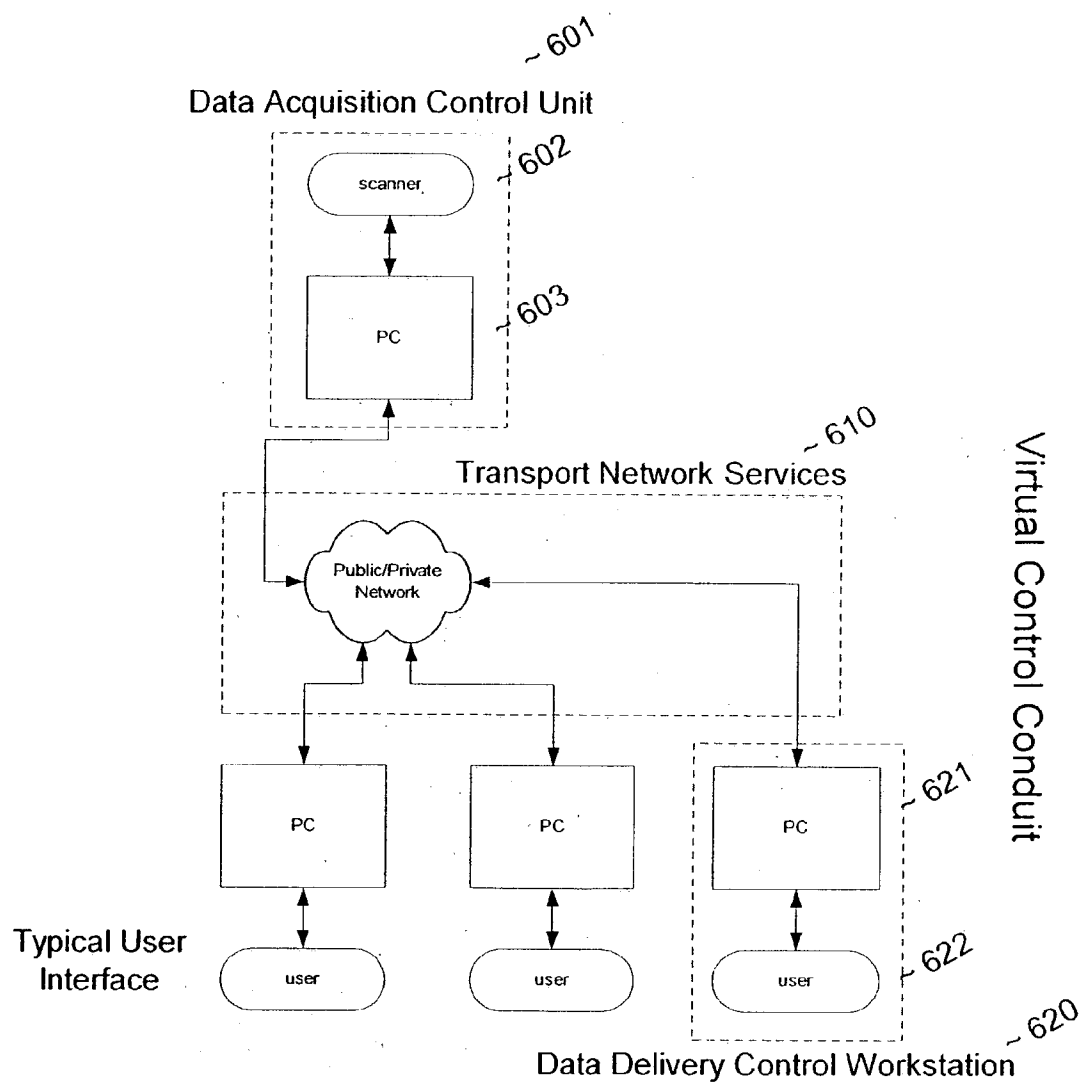 ~ 601
Data Acquisition Control Unit
~ 602
scanner
~ 603
PC
~ 610
Transport Network Services
Virtual Control Conduit
Public/Private
Network
PC
PC
PC
~ 621
Typical User
Interface
user
user
user
~ 622
~ 620
Data Delivery Control Workstation